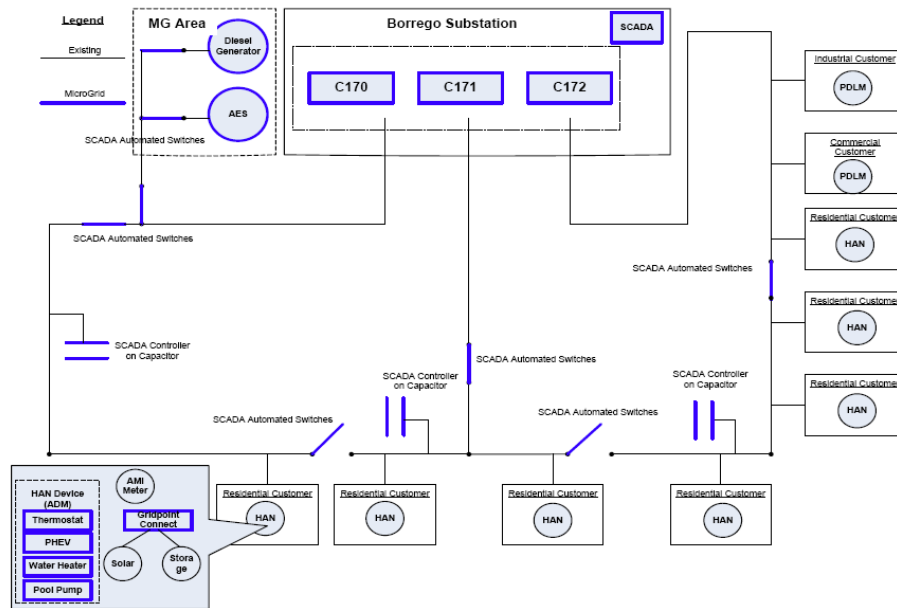 Legend
Existing
MicroGrid
MG Area
Diesel
Generator
AES
SCADA Automated Switches
Borrego Substation
SCADA
C170
C171
C172
Industrial Customer
PDLM
Commercial
Customer
PDLM
Residential Customer
HAN
Residential Customer
HAN
Residential Customer
HAN
SCADA Automated Switches
SCADA Automated Switches
SCADA Controller
on Capacitor
SCADA Automated Switches
SCADA Controller
on Capacitor
SCADA Controller
on Capacitor
SCADA Automated Switches
SCADA Automated Switches
Residential Customer
HAN
Residential Customer
HAN
Residential Customer
HAN
Residential Customer
HAN
HAN Device
(ADM)
Thermostat
PHEV
Water Heater
Pool Pump
AMI
Meter
Gridpoint
Connect
Solar
Stora
ge